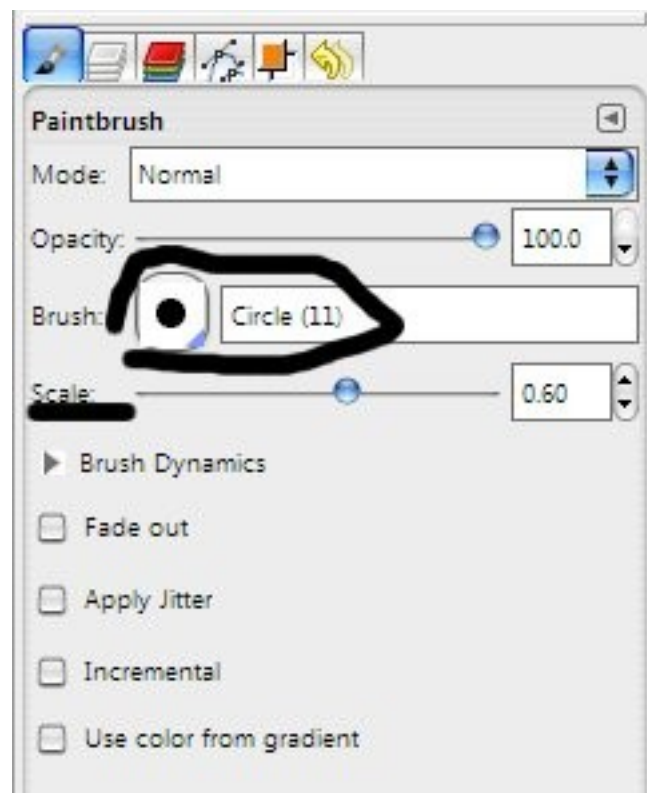 Paintbrush
Mode: Normal
Opacity: 100.0
Brush: Circle (11)
Scale: 0.60
Brush Dynamics
Fade out
Apply Jitter
Incremental
Use color from gradient